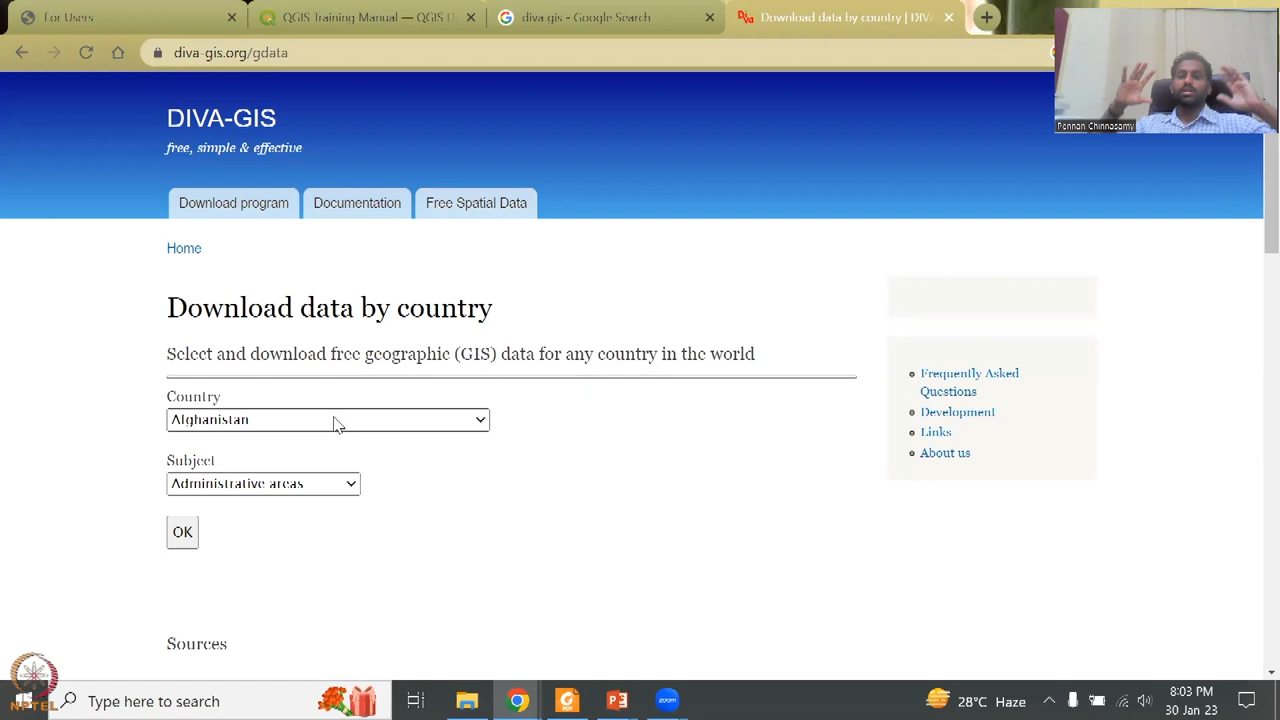 For Users
QGIS Training Manual — QGIS D
diva gis - Google Search
Download data by country | DIV
diva-gis.org/gdata
Pennan Chinnasamy
DIVA-GIS
free, simple & effective
Download program
Documentation
Free Spatial Data
Home
Download data by country
Select and download free geographic (GIS) data for any country in the world
Country
Afghanistan
Subject
Administrative areas
OK
Frequently Asked
Questions
Development
Links
About us
Sources
NPTEL
Type here to search
28°C Haze
8:03 PM
30 Jan 23